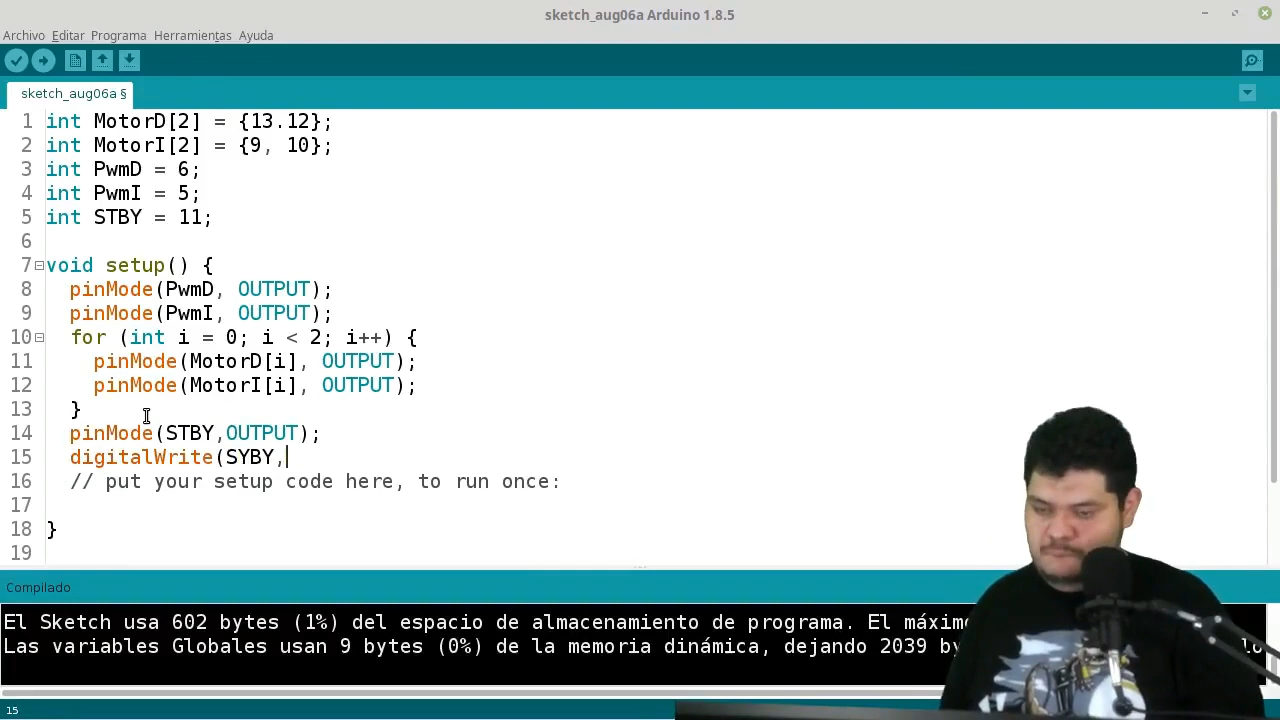 sketch_aug06a Arduino 1.8.5
Archivo Editar Programa Herramientas Ayuda
sketch_aug06a §
1 int MotorD[2] = {13.12};
2 int MotorI[2] = {9, 10};
3 int PwmD = 6;
4 int PwmI = 5;
5 int STBY = 11;
6
7 void setup() {
8 pinMode(PwmD, OUTPUT);
9 pinMode(PwmI, OUTPUT);
10 for (int i = 0; i < 2; i++) {
11 pinMode(MotorD[i], OUTPUT);
12 pinMode(MotorI[i], OUTPUT);
13 }
14 pinMode(STBY,OUTPUT);
15 digitalWrite(SYBY,
16 // put your setup code here, to run once:
17
18 }
19
Compilado
El Sketch usa 602 bytes (1%) del espacio de almacenamiento de programa. El máximo
Las variables Globales usan 9 bytes (0%) de la memoria dinámica, dejando 2039 by
15